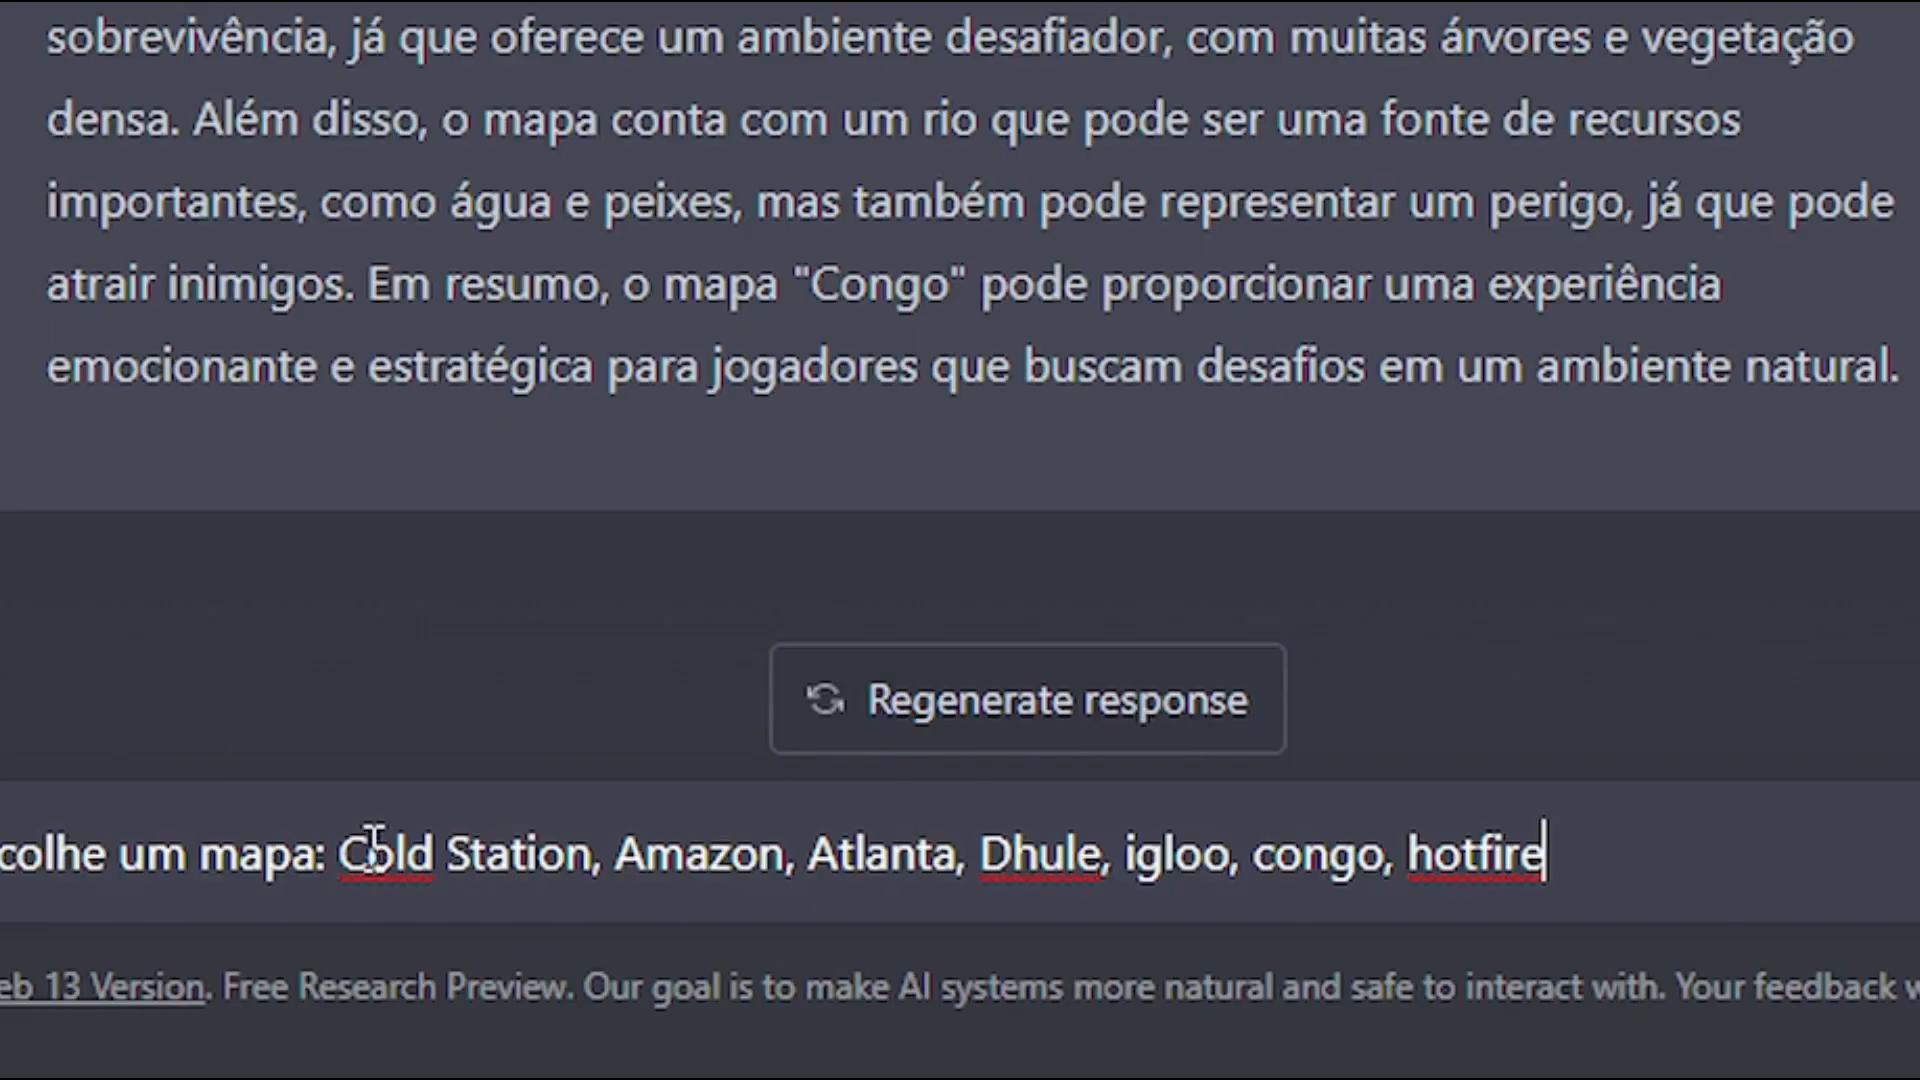 sobrevivência, já que oferece um ambiente desafiador, com muitas árvores e vegetação
densa. Além disso, o mapa conta com um rio que pode ser uma fonte de recursos
importantes, como água e peixes, mas também pode representar um perigo, já que pode
atrair inimigos. Em resumo, o mapa "Congo" pode proporcionar uma experiência
emocionante e estratégica para jogadores que buscam desafios em um ambiente natural.
Regenerate response
colhe um mapa: Cold Station, Amazon, Atlanta, Dhule, igloo, congo, hotfire
eb 13 Version. Free Research Preview. Our goal is to make AI systems more natural and safe to interact with. Your feedback w